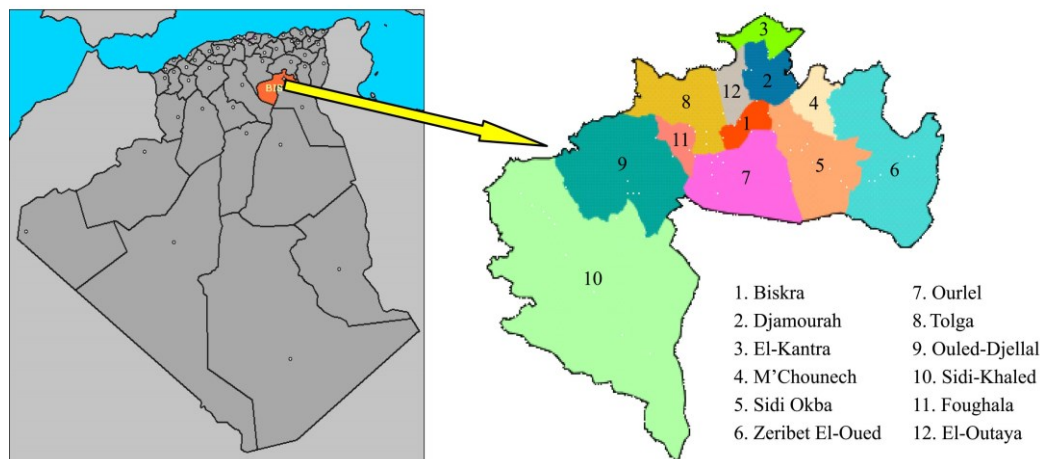 3
12
2
8
4
1
11
9
5
6
7
10
1. Biskra
2. Djamourah
3. El-Kantra
4. M’Chounech
5. Sidi Okba
6. Zeribet El-Oued
7. Ourlel
8. Tolga
9. Ouled-Djellal
10. Sidi-Khaled
11. Foughala
12. El-Outaya